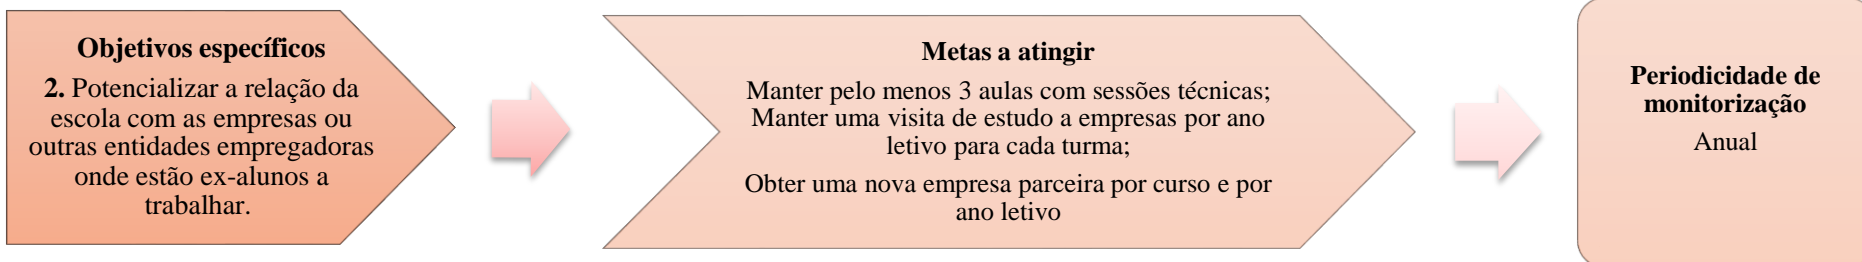 Objetivos específicos
2. Potencializar a relação da
escola com as empresas ou
outras entidades empregadoras
onde estão ex-alunos a
trabalhar.
Metas a atingir
Manter pelo menos 3 aulas com sessões técnicas;
Manter uma visita de estudo a empresas por ano
letivo para cada turma;
Obter uma nova empresa parceira por curso e por
ano letivo
Periodicidade de
monitorização
Anual